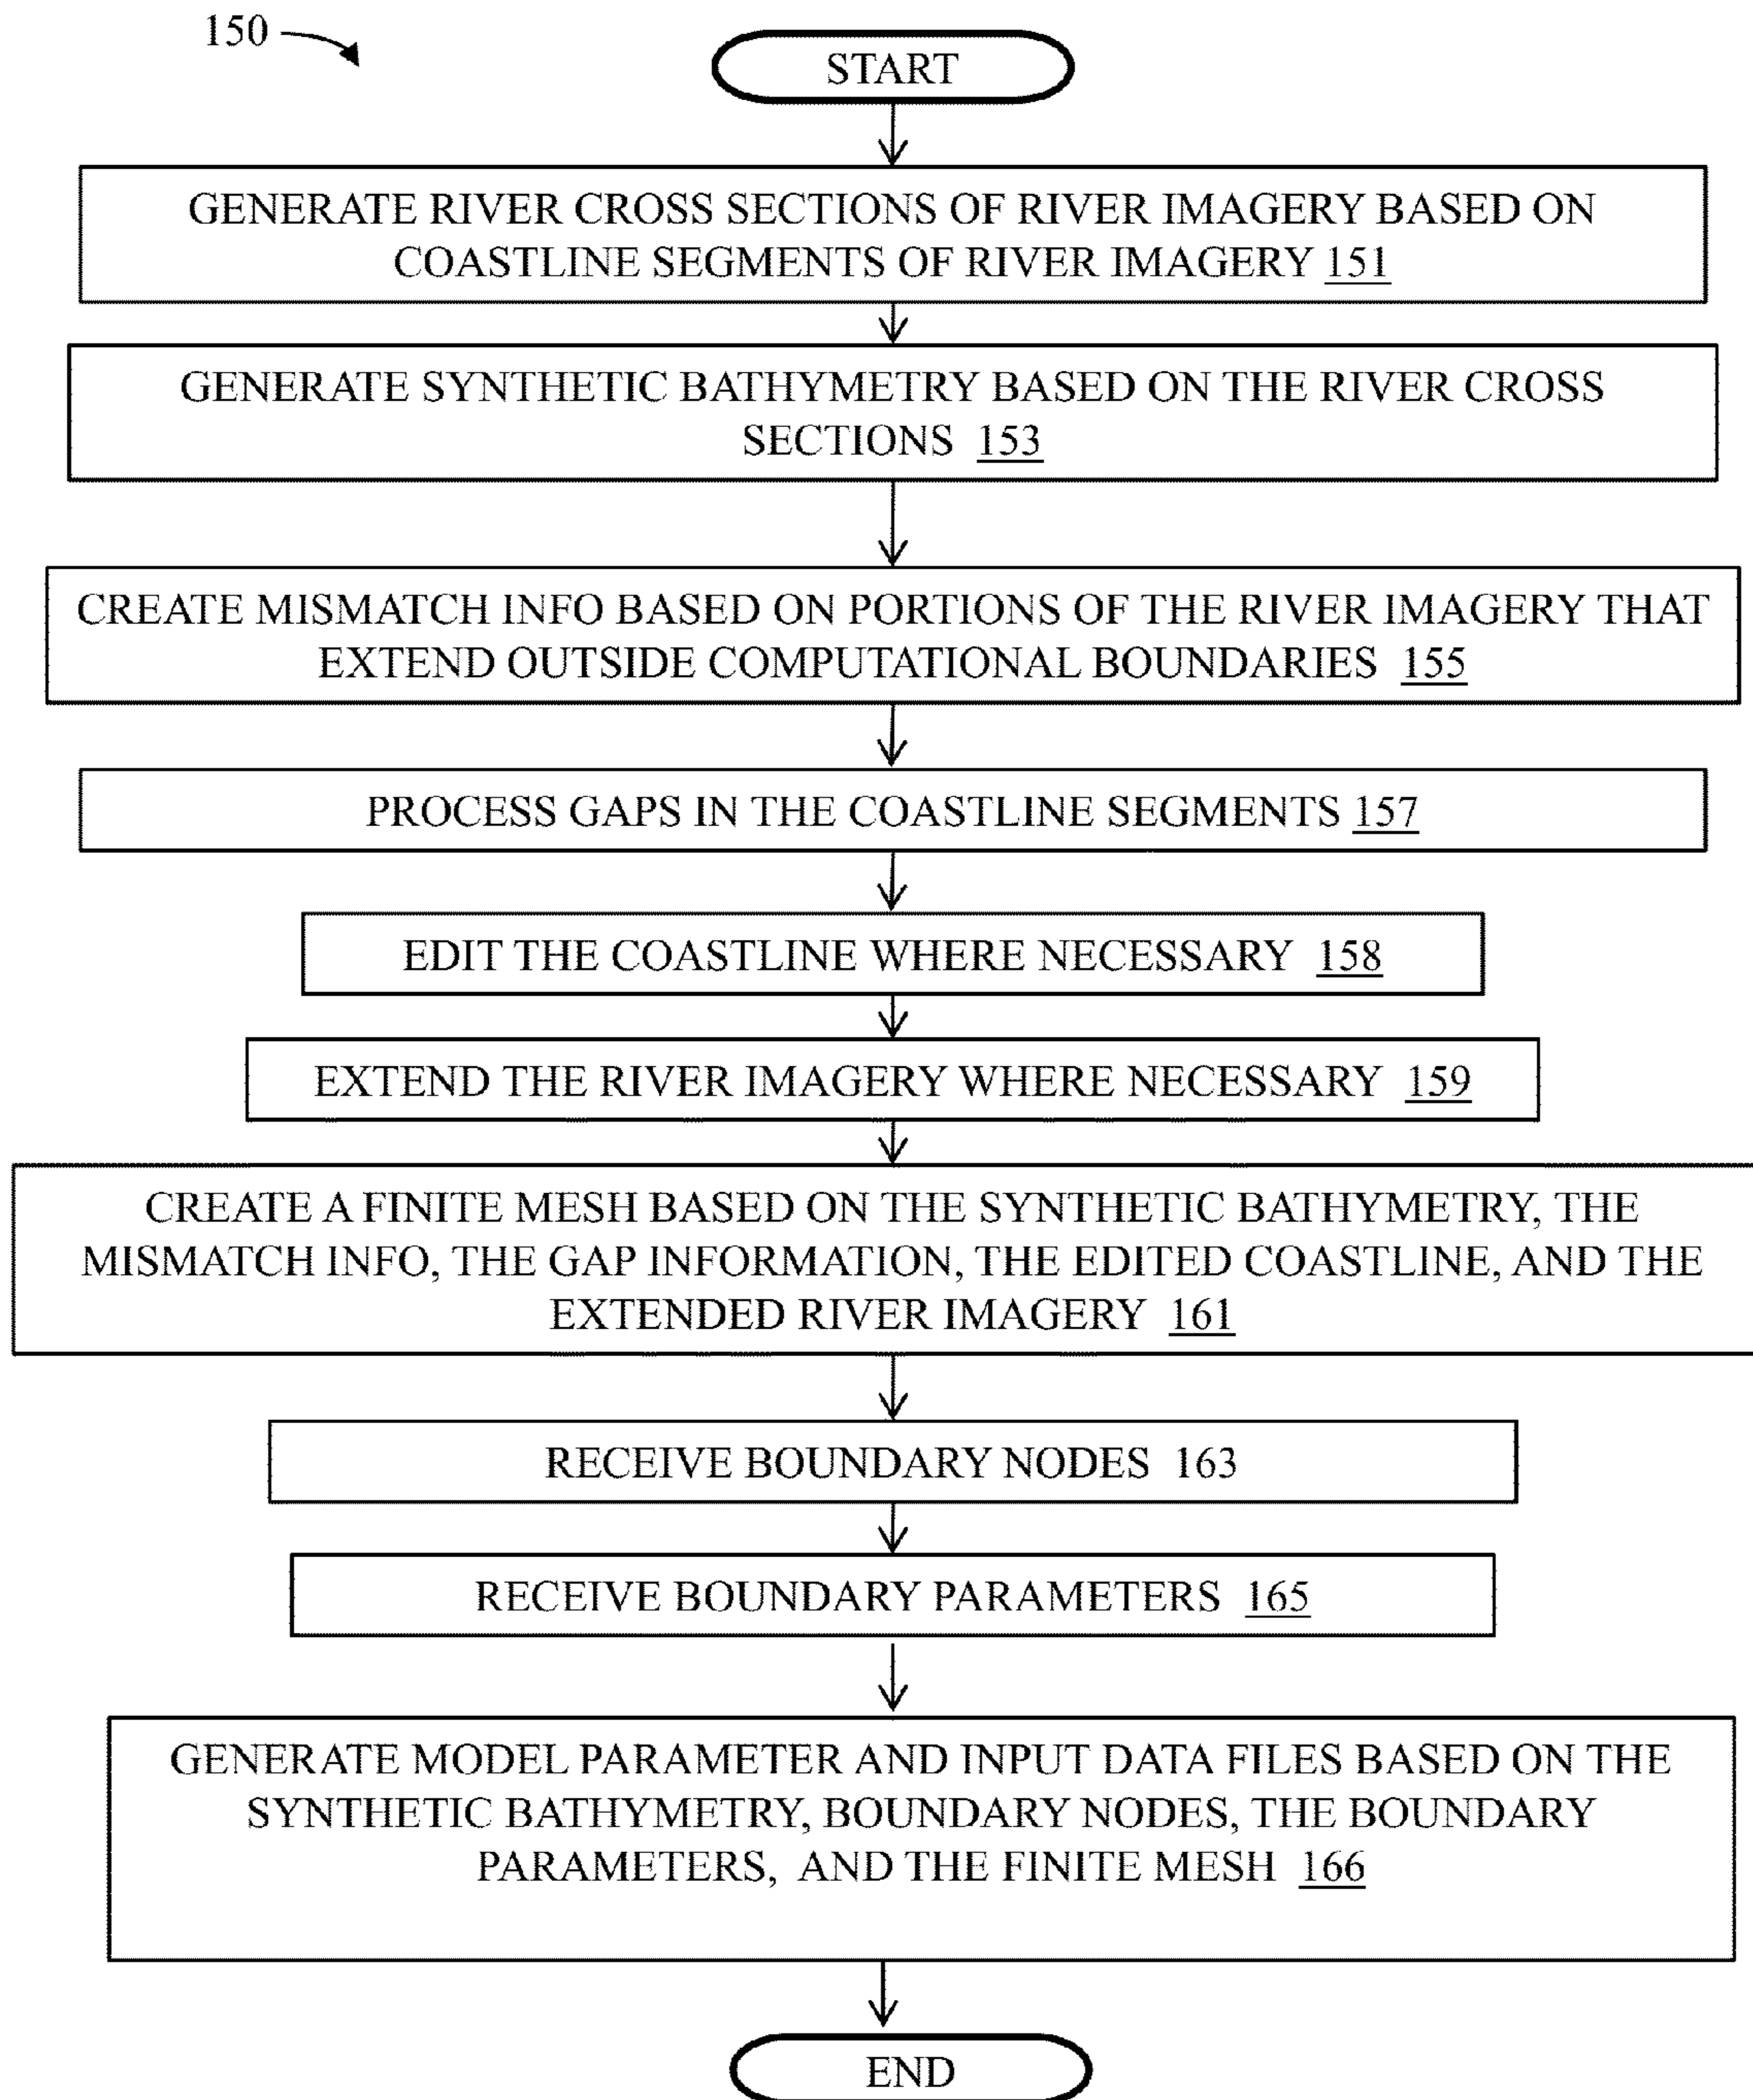 150
START
GENERATE RIVER CROSS SECTIONS OF RIVER IMAGERY BASED ON
COASTLINE SEGMENTS OF RIVER IMAGERY 151
GENERATE SYNTHETIC BATHYMETRY BASED ON THE RIVER CROSS
SECTIONS 153
CREATE MISMATCH INFO BASED ON PORTIONS OF THE RIVER IMAGERY THAT
EXTEND OUTSIDE COMPUTATIONAL BOUNDARIES 155
PROCESS GAPS IN THE COASTLINE SEGMENTS 157
EDIT THE COASTLINE WHERE NECESSARY 158
EXTEND THE RIVER IMAGERY WHERE NECESSARY 159
CREATE A FINITE MESH BASED ON THE SYNTHETIC BATHYMETRY, THE
MISMATCH INFO, THE GAP INFORMATION, THE EDITED COASTLINE, AND THE
EXTENDED RIVER IMAGERY 161
RECEIVE BOUNDARY NODES 163
RECEIVE BOUNDARY PARAMETERS 165
GENERATE MODEL PARAMETER AND INPUT DATA FILES BASED ON THE
SYNTHETIC BATHYMETRY, BOUNDARY NODES, THE BOUNDARY
PARAMETERS, AND THE FINITE MESH 166
END